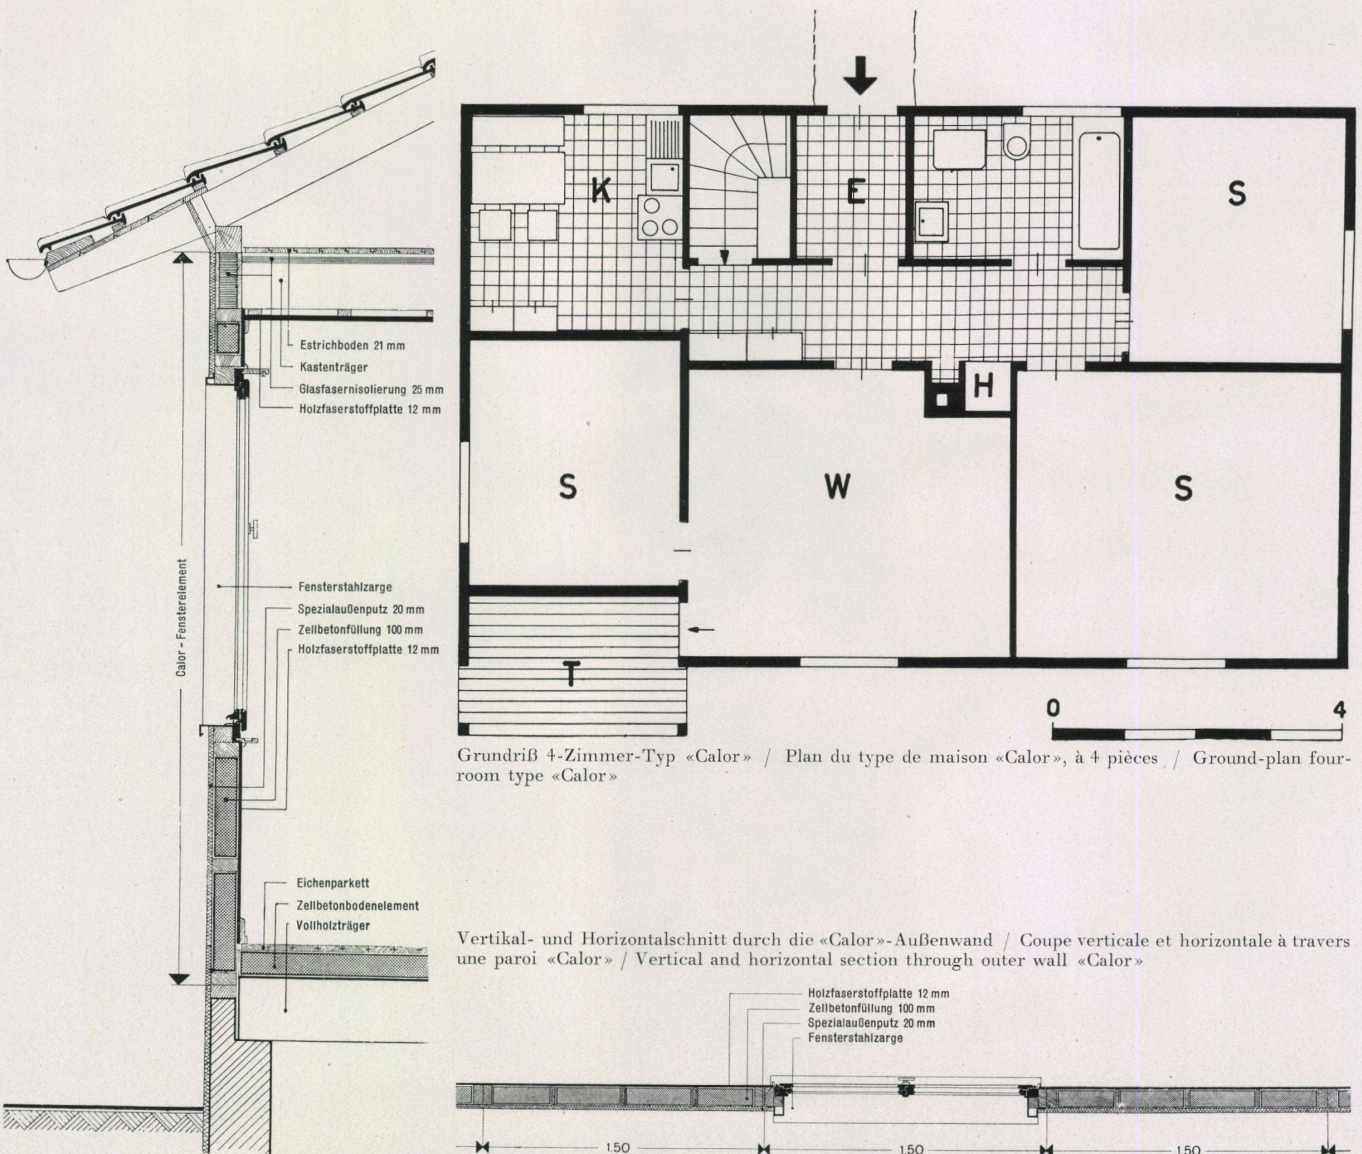 Estrichboden 21 mm
Kastenträger
Glasfasernisolierung 25 mm
Holzfaserstoffplatte 12 mm
Calor - Fensterelement
Fensterstahlzarge
Spezialaußenputz 20 mm
Zellbetonfüllung 100 mm
Holzfaserstoffplatte 12 mm
Eichenparkett
Zellbetonbodenelement
Vollholzträger
K
E
S
H
S
W
S
T
0 4
Grundriß 4-Zimmer-Typ «Calor» / Plan du type de maison «Calor», à 4 pièces / Ground-plan four-
room type «Calor»
Vertikal- und Horizontalschnitt durch die «Calor»-Außenwand / Coupe verticale et horizontale à travers
une paroi «Calor» / Vertical and horizontal section through outer wall «Calor»
Holzfaserstoffplatte 12 mm
Zellbetonfüllung 100 mm
Spezialaußenputz 20 mm
Fensterstahlzarge
1.50 1.50 1.50